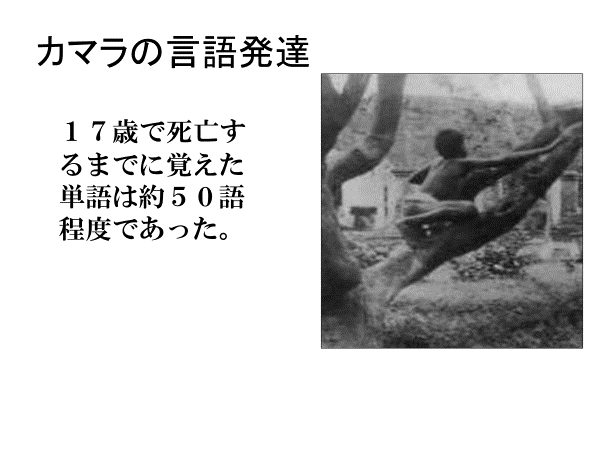 カマラの言語発達
１７歳で死亡す
るまでに覚えた
単語は約５０語
程度であった。